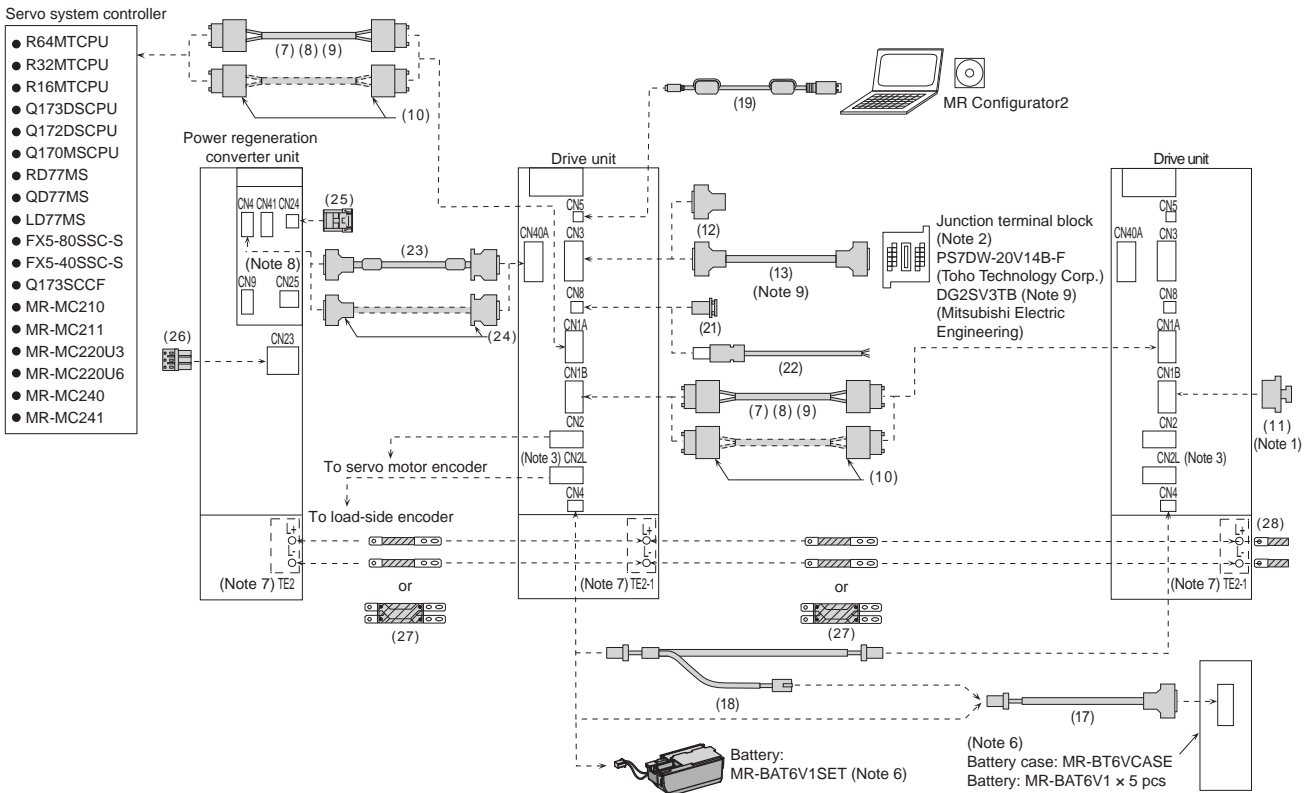 Servo system controller
● R64MTCPU
● R32MTCPU
● R16MTCPU
● Q173DSCPU
● Q172DSCPU
● Q170MSCPU
● RD77MS
● QD77MS
● LD77MS
● FX5-80SSC-S
● FX5-40SSC-S
● Q173SCCF
● MR-MC210
● MR-MC211
● MR-MC220U3
● MR-MC220U6
● MR-MC240
● MR-MC241
(7) (8) (9)
(10)
Power regeneration
converter unit
CN4 CN41 CN24
(25)
(Note 8)
CN9
CN25
(26)
CN23
(23)
(24)
(Note 7) TE2
L+
L-
Drive unit
CN5
CN40A
CN3
CN8
CN1A
CN1B
CN2
(Note 3) CN2L
CN4
To servo motor encoder
To load-side encoder
L+
L-
(Note 7) TE2-1
or
(27)
(19)
MR Configurator2
(12)
(13)
(Note 9)
Junction terminal block
(Note 2)
PS7DW-20V14B-F
(Toho Technology Corp.)
DG2SV3TB (Note 9)
(Mitsubishi Electric
Engineering)
(21)
(22)
(7) (8) (9)
(10)
Drive unit
CN5
CN40A
CN3
CN8
CN1A
CN1B
CN2
CN2L (Note 3)
CN4
(11)
(Note 1)
L+
L-
(28)
(Note 7) TE2-1
or
(27)
(18)
(17)
Battery:
MR-BAT6V1SET (Note 6)
(Note 6)
Battery case: MR-BT6VCASE
Battery: MR-BAT6V1 × 5 pcs